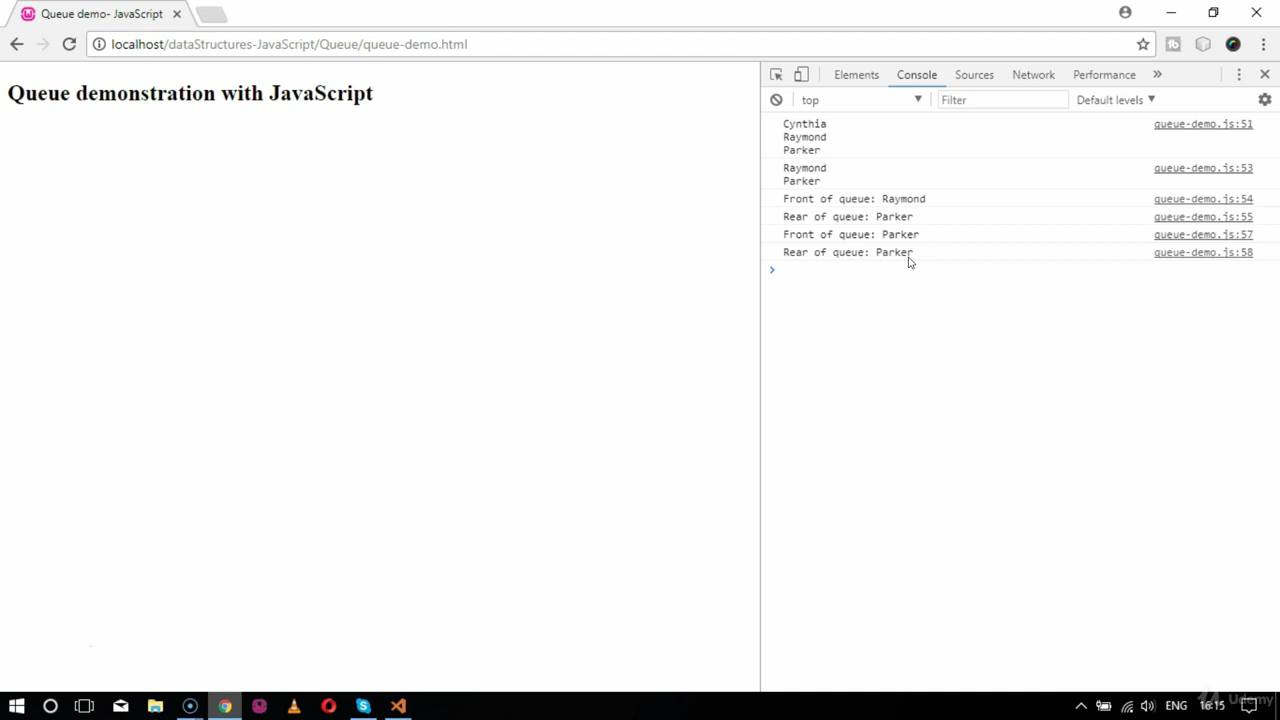 Queue demo- JavaScript
localhost/dataStructures-JavaScript/Queue/queue-demo.html
Queue demonstration with JavaScript
Elements Console Sources Network Performance »
top Filter Default levels
Cynthia queue-demo.js:51
Raymond
Parker
Raymond queue-demo.js:53
Parker
Front of queue: Raymond queue-demo.js:54
Rear of queue: Parker queue-demo.js:55
Front of queue: Parker queue-demo.js:57
Rear of queue: Parker queue-demo.js:58
>
ENG 16:15
Udemy